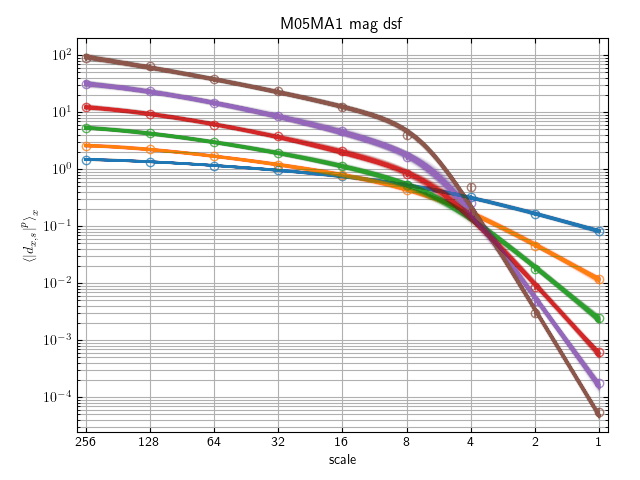 M05MA1 mag dsf
⟨|d_{x,s}|^p⟩_x
10^2
10^1
10^0
10^{-1}
10^{-2}
10^{-3}
10^{-4}
256 128 64 32 16 8 4 2 1
scale